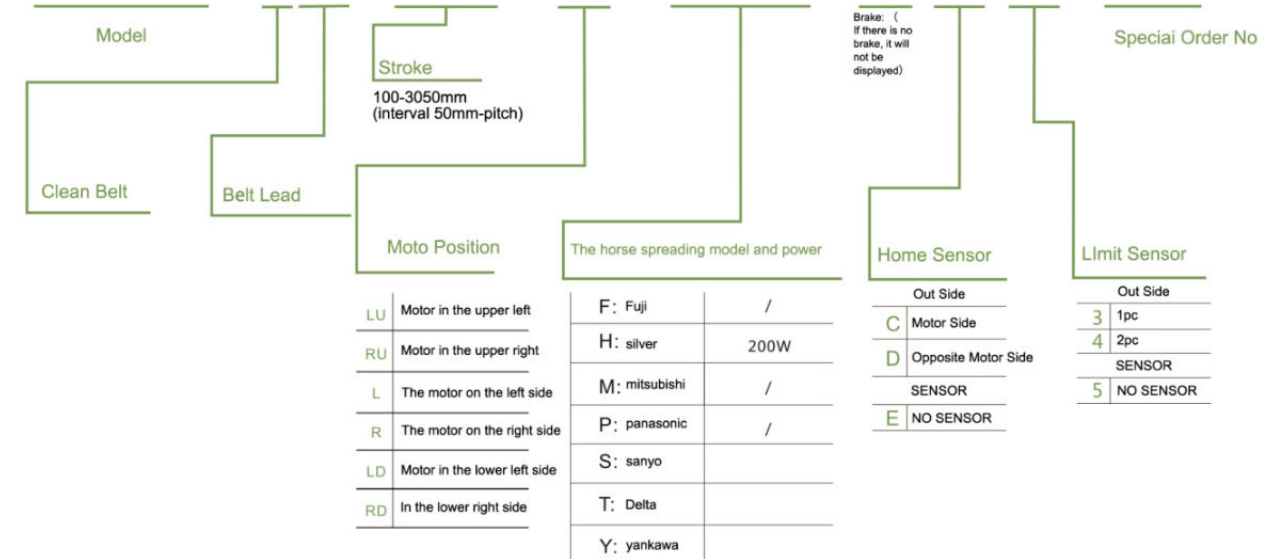 Model
Brake: (
If there is no
brake, it will
not be
displayed)
Speciai Order No
Stroke
100-3050mm
(interval 50mm-pitch)
Clean Belt
Belt Lead
Moto Position
LU Motor in the upper left
RU Motor in the upper right
L The motor on the left side
R The motor on the right side
LD Motor in the lower left side
RD In the lower right side
The horse spreading model and power
F: Fuji /
H: silver 200W
M: mitsubishi /
P: panasonic /
S: sanyo
T: Delta
Y: yankawa
Home Sensor
Out Side
C Motor Side
D Opposite Motor Side
SENSOR
E NO SENSOR
LImit Sensor
Out Side
3 1pc
4 2pc
SENSOR
5 NO SENSOR